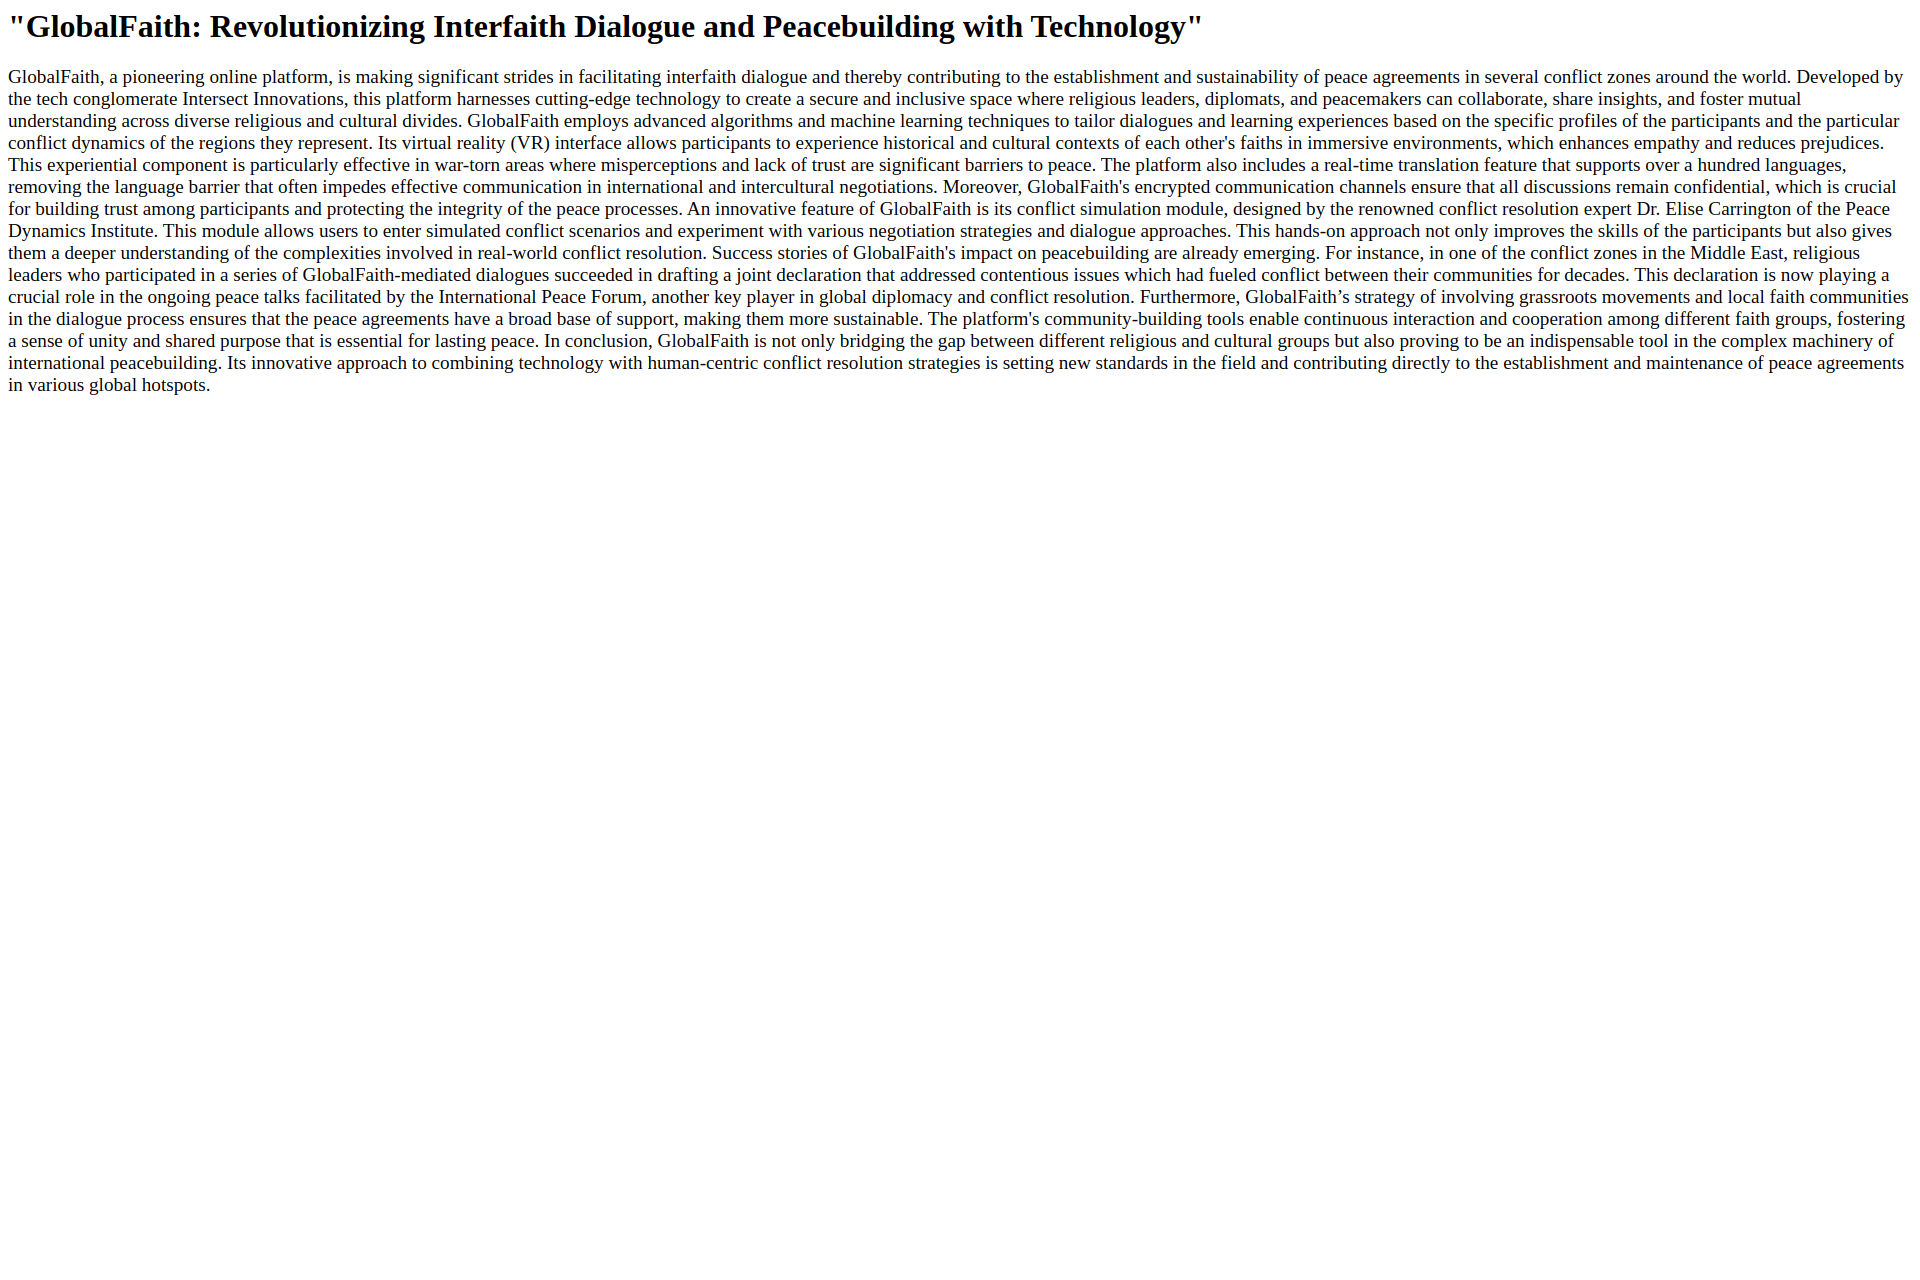 "GlobalFaith: Revolutionizing Interfaith Dialogue and Peacebuilding with Technology"
GlobalFaith, a pioneering online platform, is making significant strides in facilitating interfaith dialogue and thereby contributing to the establishment and sustainability of peace agreements in several conflict zones around the world. Developed by
the tech conglomerate Intersect Innovations, this platform harnesses cutting-edge technology to create a secure and inclusive space where religious leaders, diplomats, and peacemakers can collaborate, share insights, and foster mutual
understanding across diverse religious and cultural divides. GlobalFaith employs advanced algorithms and machine learning techniques to tailor dialogues and learning experiences based on the specific profiles of the participants and the particular
conflict dynamics of the regions they represent. Its virtual reality (VR) interface allows participants to experience historical and cultural contexts of each other's faiths in immersive environments, which enhances empathy and reduces prejudices.
This experiential component is particularly effective in war-torn areas where misperceptions and lack of trust are significant barriers to peace. The platform also includes a real-time translation feature that supports over a hundred languages,
removing the language barrier that often impedes effective communication in international and intercultural negotiations. Moreover, GlobalFaith's encrypted communication channels ensure that all discussions remain confidential, which is crucial
for building trust among participants and protecting the integrity of the peace processes. An innovative feature of GlobalFaith is its conflict simulation module, designed by the renowned conflict resolution expert Dr. Elise Carrington of the Peace
Dynamics Institute. This module allows users to enter simulated conflict scenarios and experiment with various negotiation strategies and dialogue approaches. This hands-on approach not only improves the skills of the participants but also gives
them a deeper understanding of the complexities involved in real-world conflict resolution. Success stories of GlobalFaith's impact on peacebuilding are already emerging. For instance, in one of the conflict zones in the Middle East, religious
leaders who participated in a series of GlobalFaith-mediated dialogues succeeded in drafting a joint declaration that addressed contentious issues which had fueled conflict between their communities for decades. This declaration is now playing a
crucial role in the ongoing peace talks facilitated by the International Peace Forum, another key player in global diplomacy and conflict resolution. Furthermore, GlobalFaith’s strategy of involving grassroots movements and local faith communities
in the dialogue process ensures that the peace agreements have a broad base of support, making them more sustainable. The platform's community-building tools enable continuous interaction and cooperation among different faith groups, fostering
a sense of unity and shared purpose that is essential for lasting peace. In conclusion, GlobalFaith is not only bridging the gap between different religious and cultural groups but also proving to be an indispensable tool in the complex machinery of
international peacebuilding. Its innovative approach to combining technology with human-centric conflict resolution strategies is setting new standards in the field and contributing directly to the establishment and maintenance of peace agreements
in various global hotspots.